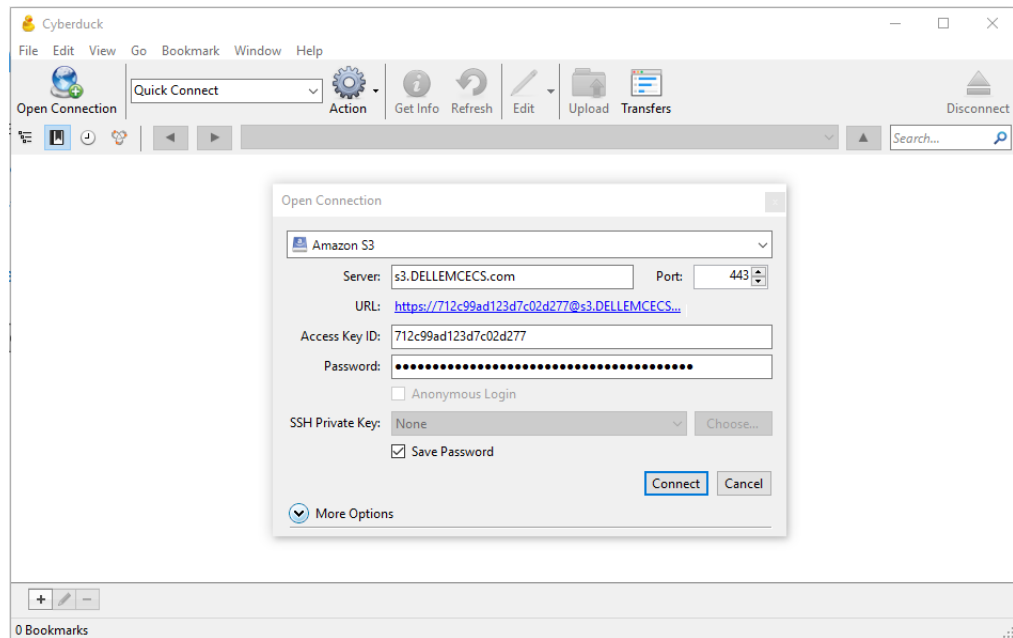 Cyberduck
File Edit View Go Bookmark Window Help
Quick Connect
Open Connection Action Get Info Refresh Edit Upload Transfers Disconnect
Search...
Open Connection
Amazon S3
Server: s3.DELLEMCECS.com Port: 443
URL: https://712c99ad123d7c02d277@s3.DELLEMCECS...
Access Key ID: 712c99ad123d7c02d277
Password: ••••••••••••••••••••••••••••••••••••••••
Anonymous Login
SSH Private Key: None Choose...
Save Password
Connect Cancel
More Options
0 Bookmarks